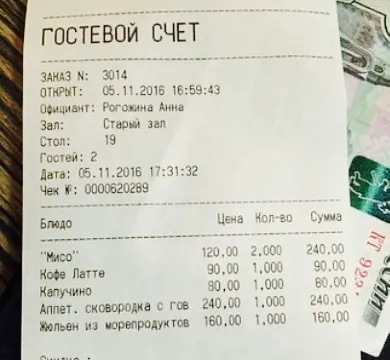 ГОСТЕВОЙ СЧЕТ
ЗАКАЗ N: 3014
ОТКРЫТ: 05.11.2016 16:59:43
Официант: Рогожина Анна
Зал: Старый зал
Стол: 19
Гостей: 2
Дата: 05.11.2016 17:31:32
Чек №: 0000620289
Блюдо Цена Кол-во Сумма
"Мисо" 120,00 2,000 240,00
Кофе Латте 90,00 1,000 90,00
Капучино 80,00 1,000 80,00
Аппет. сковородка с гов 240,00 1,000 240,00
Жюльен из морепродуктов 160,00 1,000 160,00